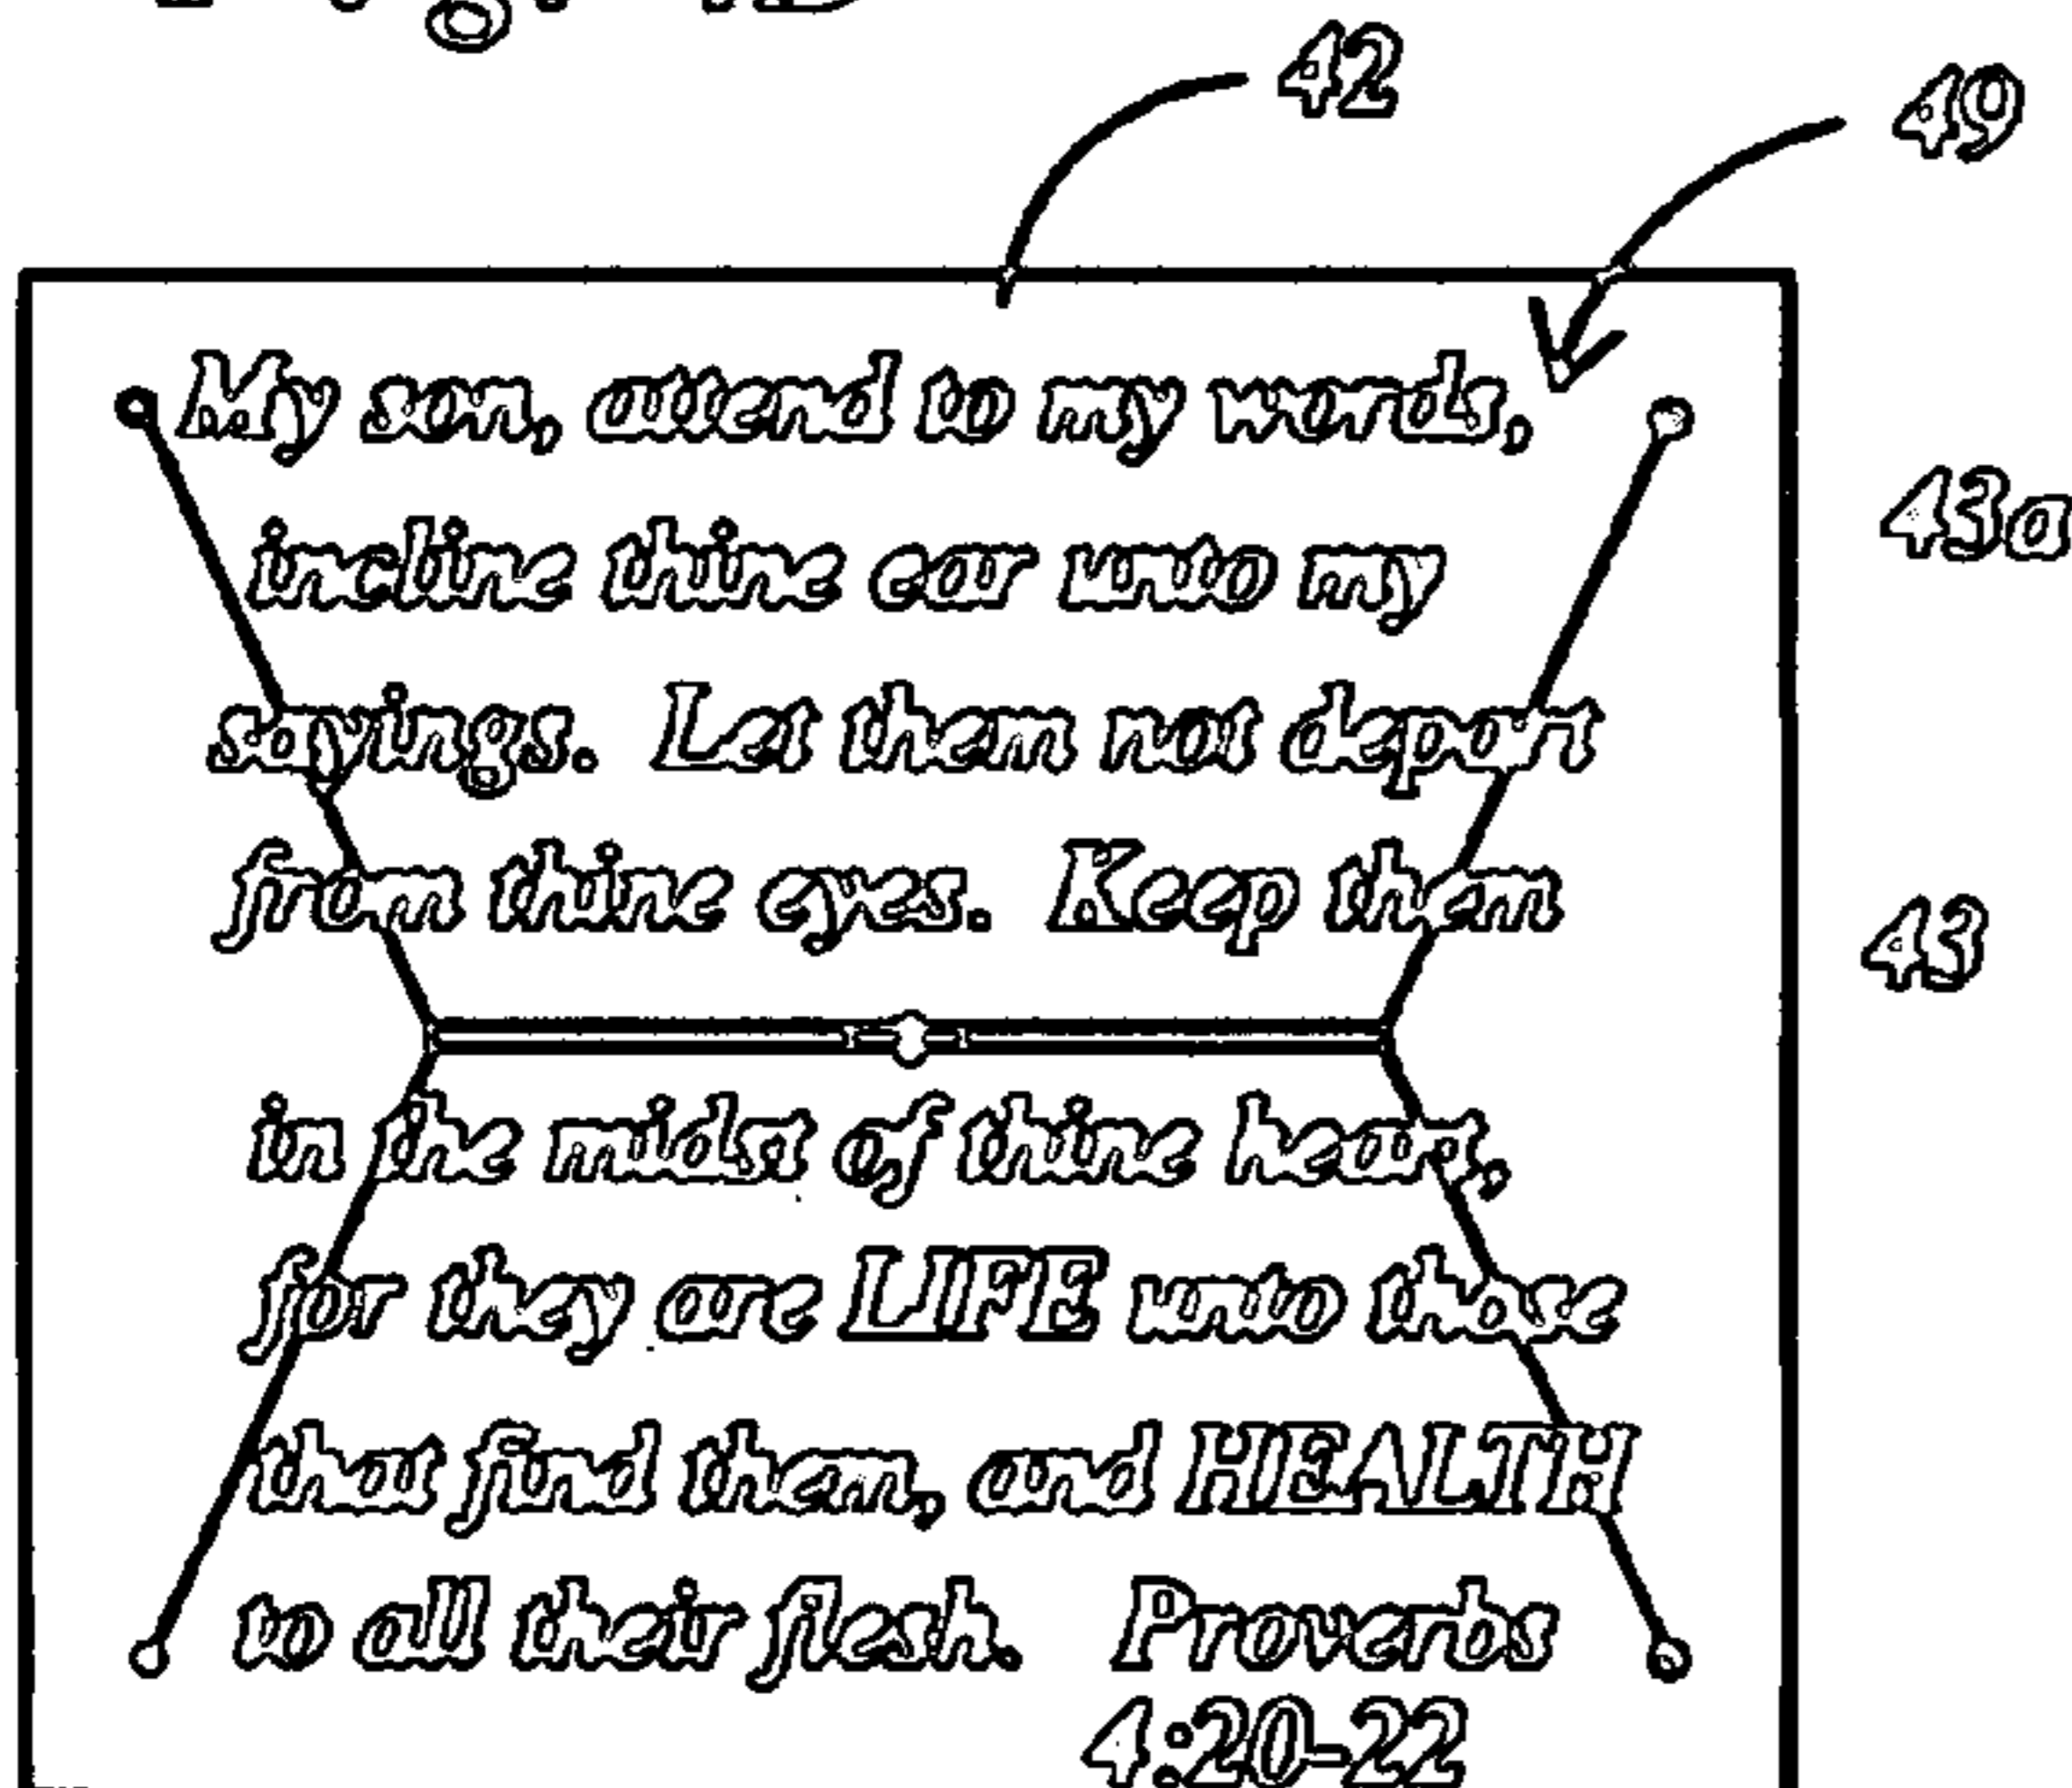 42
49
My son, attend to my words,
incline thine ear unto my
43a
sayings. Let them not depart
from thine eyes. Keep them
43
in the midst of thine heart,
for they are LIFE unto those
that find them, and HEALTH
to all their flesh. Proverbs
4:20-22